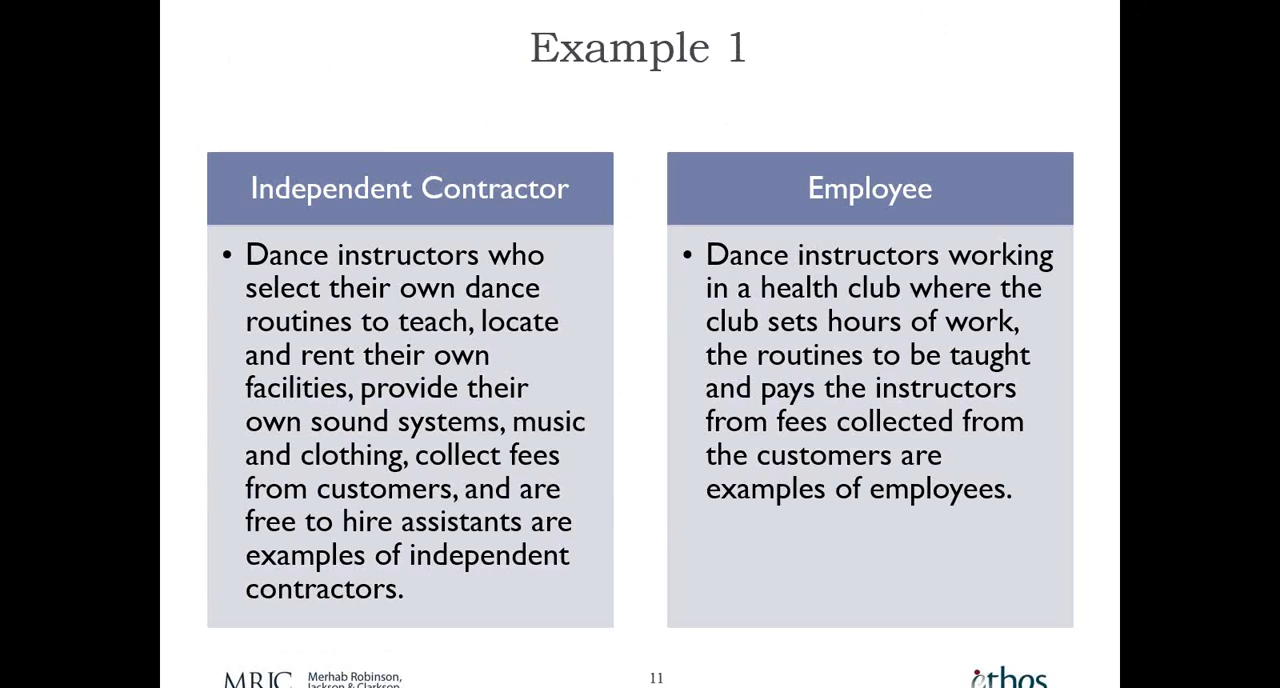 Example 1
Independent Contractor
• Dance instructors who
select their own dance
routines to teach, locate
and rent their own
facilities, provide their
own sound systems, music
and clothing, collect fees
from customers, and are
free to hire assistants are
examples of independent
contractors.
Employee
• Dance instructors working
in a health club where the
club sets hours of work,
the routines to be taught
and pays the instructors
from fees collected from
the customers are
examples of employees.
MRJC
Merhab Robinson,
Jackson & Clarkson
11
ethos